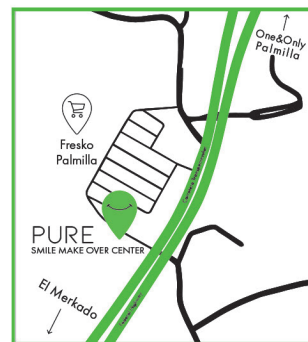 One&Only
Palmilla
Fresko
Palmilla
PURE
SMILE MAKE OVER CENTER
El Merkado